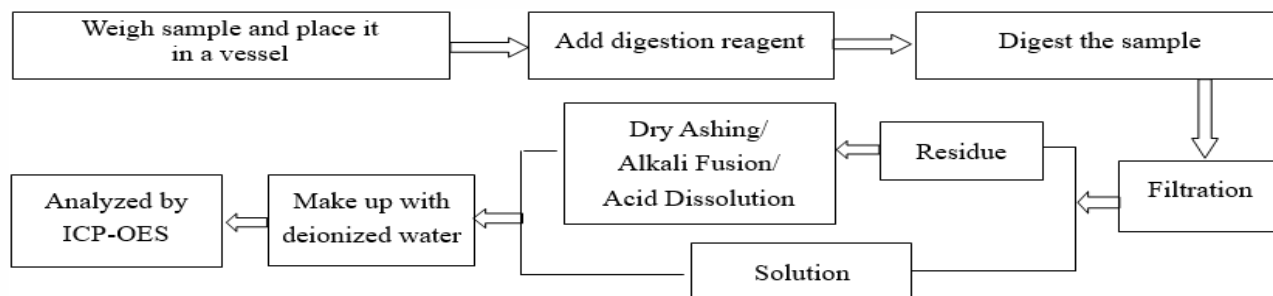 Weigh sample and place it
in a vessel
Add digestion reagent
Digest the sample
Filtration
Residue
Dry Ashing/
Alkali Fusion/
Acid Dissolution
Solution
Make up with
deionized water
Analyzed by
ICP-OES